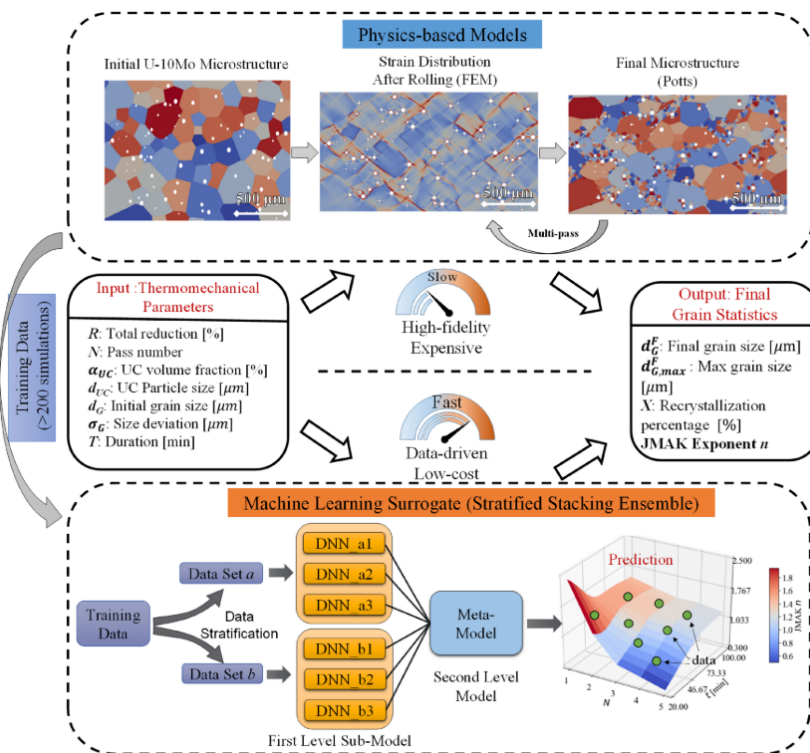 Physics-based Models
Initial U-10Mo Microstructure
Strain Distribution
After Rolling (FEM)
Final Microstructure
(Potts)
500 μm
500 μm
500 μm
Multi-pass
Training Data
(>200 simulations)
Input :Thermomechanical
Parameters
R: Total reduction [%]
N: Pass number
α_UC: UC volume fraction [%]
d_UC: UC Particle size [μm]
d_G: Initial grain size [μm]
σ_G: Size deviation [μm]
T: Duration [min]
Slow
High-fidelity
Expensive
Fast
Data-driven
Low-cost
Output: Final
Grain Statistics
d_G^F: Final grain size [μm]
d_G,max^F : Max grain size
[μm]
X: Recrystallization
percentage [%]
JMAK Exponent n
Machine Learning Surrogate (Stratified Stacking Ensemble)
Training
Data
Data Set a
Data
Stratification
Data Set b
DNN_a1
DNN_a2
DNN_a3
DNN_b1
DNN_b2
DNN_b3
First Level Sub-Model
Meta-
Model
Second Level
Model
Prediction
data
2.500
1.767
1.033
0.300
100.00
73.33
46.67
20.00
t [min]
1
2
3
4
5
N
1.8
1.6
1.4
1.2
1.0
0.8
0.6
JMAK n